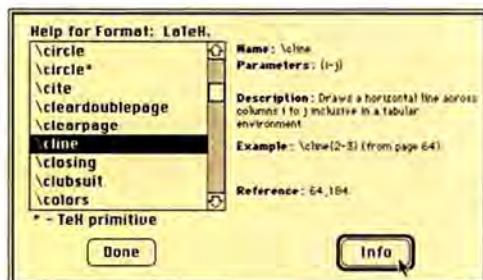 Help for Format: LaTeX.
\circle
\circle*
\cite
\cleardoublepage
\clearpage
\cline
\closing
\clubsuit
\colors
* - TeX primitive
Name: \cline
Parameters: {i-j}
Description: Draws a horizontal line across
columns i to j inclusive in a tabular
environment
Example: \cline{2-3} (from page 64).
Reference: 64,184.
Done
Info